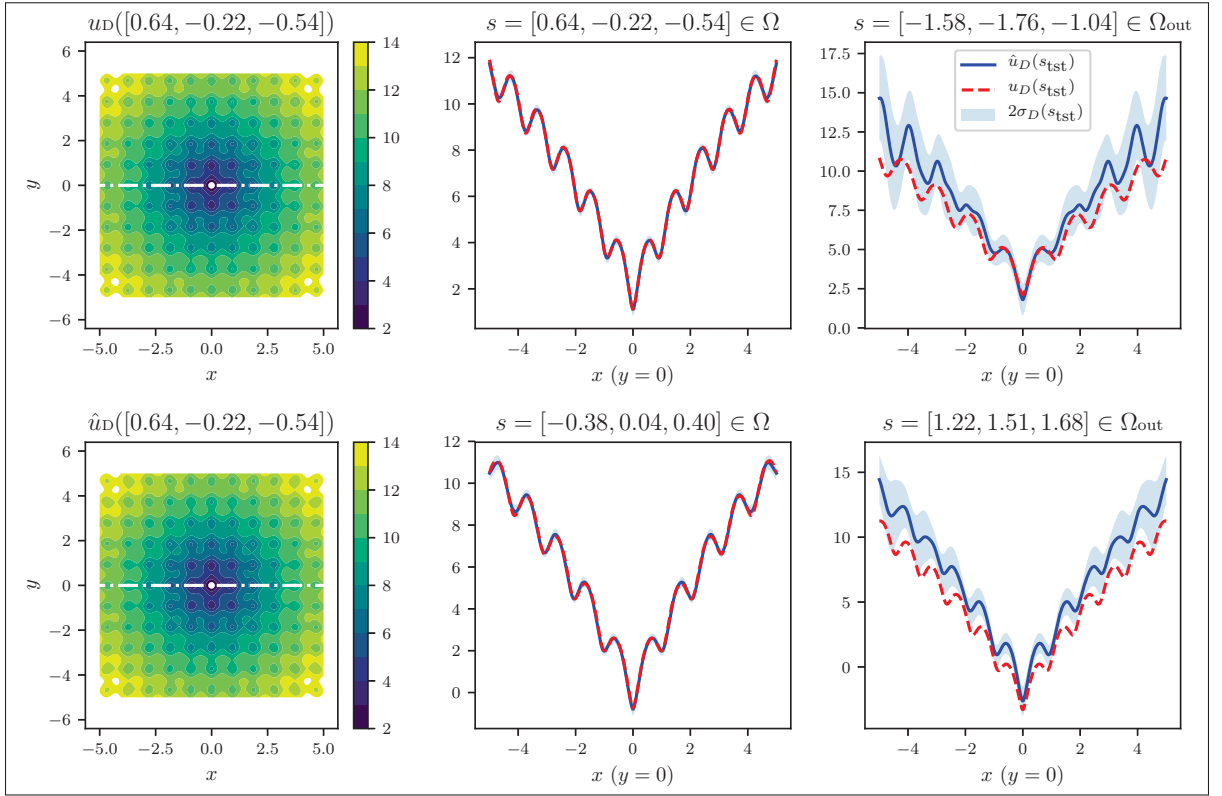 u_D([0.64, −0.22, −0.54])
6
4
2
0
−2
−4
−6
y
−5.0 −2.5 0.0 2.5 5.0
x
14
12
10
8
6
4
2
s = [0.64, −0.22, −0.54] ∈ Ω
12
10
8
6
4
2
−4 −2 0 2 4
x (y = 0)
s = [−1.58, −1.76, −1.04] ∈ Ω_out
17.5
15.0
12.5
10.0
7.5
5.0
2.5
0.0
û_D(s_tst)
u_D(s_tst)
2σ_D(s_tst)
−4 −2 0 2 4
x (y = 0)
û_D([0.64, −0.22, −0.54])
6
4
2
0
−2
−4
−6
y
−5.0 −2.5 0.0 2.5 5.0
x
14
12
10
8
6
4
2
s = [−0.38, 0.04, 0.40] ∈ Ω
12
10
8
6
4
2
0
−4 −2 0 2 4
x (y = 0)
s = [1.22, 1.51, 1.68] ∈ Ω_out
15
10
5
0
−4 −2 0 2 4
x (y = 0)